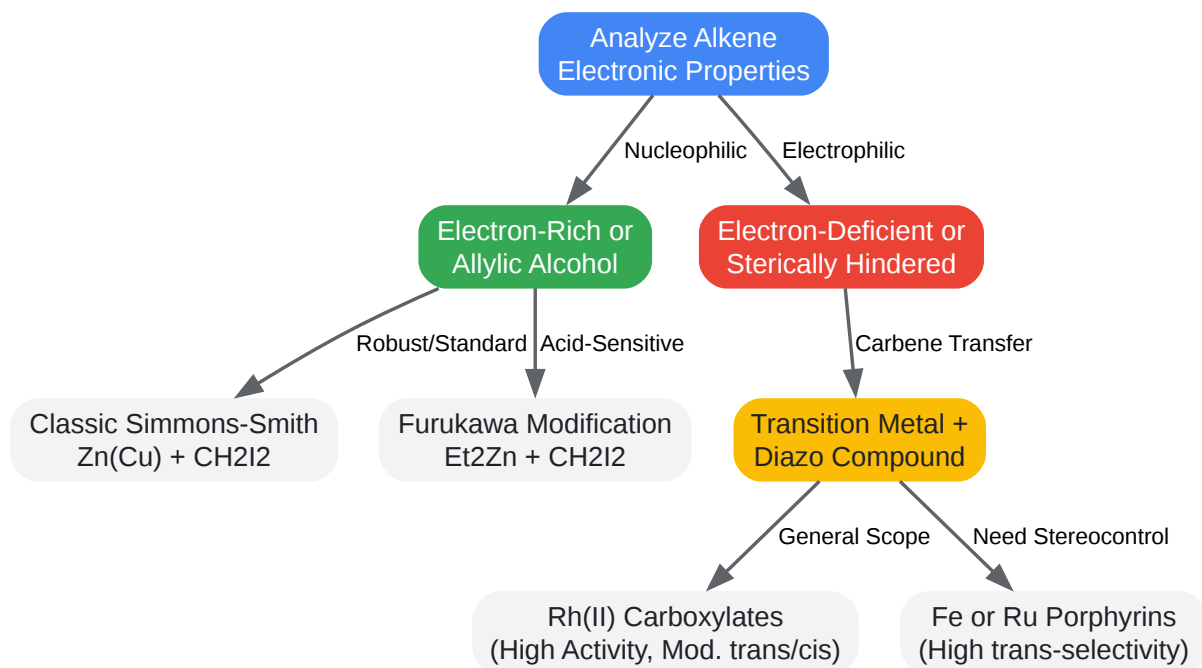 Analyze Alkene
Electronic Properties
Nucleophilic
Electrophilic
Electron-Rich or
Allylic Alcohol
Electron-Deficient or
Sterically Hindered
Robust/Standard
Acid-Sensitive
Carbene Transfer
Classic Simmons-Smith
Zn(Cu) + CH2I2
Furukawa Modification
Et2Zn + CH2I2
Transition Metal +
Diazo Compound
General Scope
Need Stereocontrol
Rh(II) Carboxylates
(High Activity, Mod. trans/cis)
Fe or Ru Porphyrins
(High trans-selectivity)